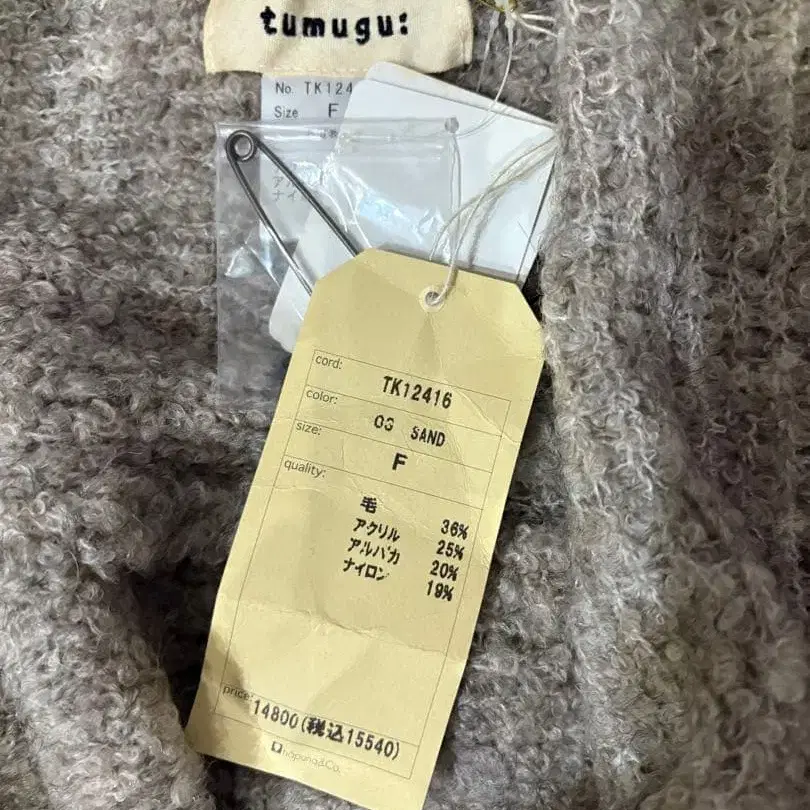 tumugu:
No. TK124
Size F
cord: TK12416
color: SAND
size: F
quality:
毛 36%
アクリル 25%
アルパカ 20%
ナイロン 19%
price: 14800(税込15540)